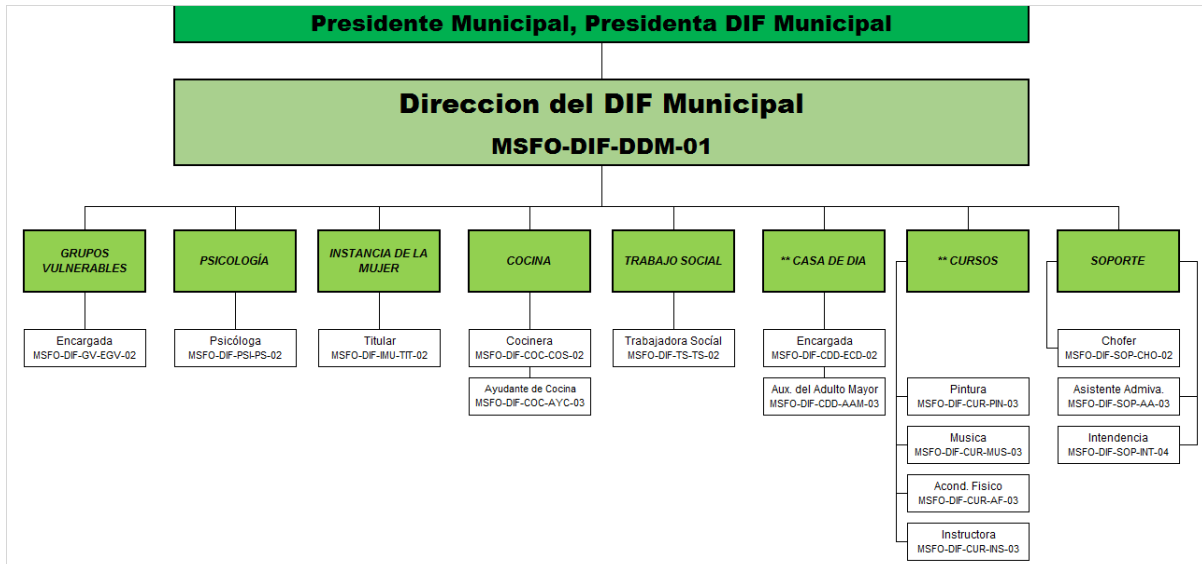 Presidente Municipal, Presidenta DIF Municipal
Direccion del DIF Municipal
MSFO-DIF-DDM-01
GRUPOS
VULNERABLES
PSICOLOGÍA
INSTANCIA DE LA
MUJER
COCINA
TRABAJO SOCIAL
** CASA DE DIA
** CURSOS
SOPORTE
Encargada
MSFO-DIF-GV-EGV-02
Psicóloga
MSFO-DIF-PSI-PS-02
Titular
MSFO-DIF-IMU-TIT-02
Cocinera
MSFO-DIF-COC-COS-02
Trabajadora Socíal
MSFO-DIF-TS-TS-02
Encargada
MSFO-DIF-CDD-ECD-02
Chofer
MSFO-DIF-SOP-CHO-02
Ayudante de Cocina
MSFO-DIF-COC-AYC-03
Aux. del Adulto Mayor
MSFO-DIF-CDD-AAM-03
Pintura
MSFO-DIF-CUR-PIN-03
Asistente Admiva.
MSFO-DIF-SOP-AA-03
Musica
MSFO-DIF-CUR-MUS-03
Intendencia
MSFO-DIF-SOP-INT-04
Acond. Fisico
MSFO-DIF-CUR-AF-03
Instructora
MSFO-DIF-CUR-INS-03